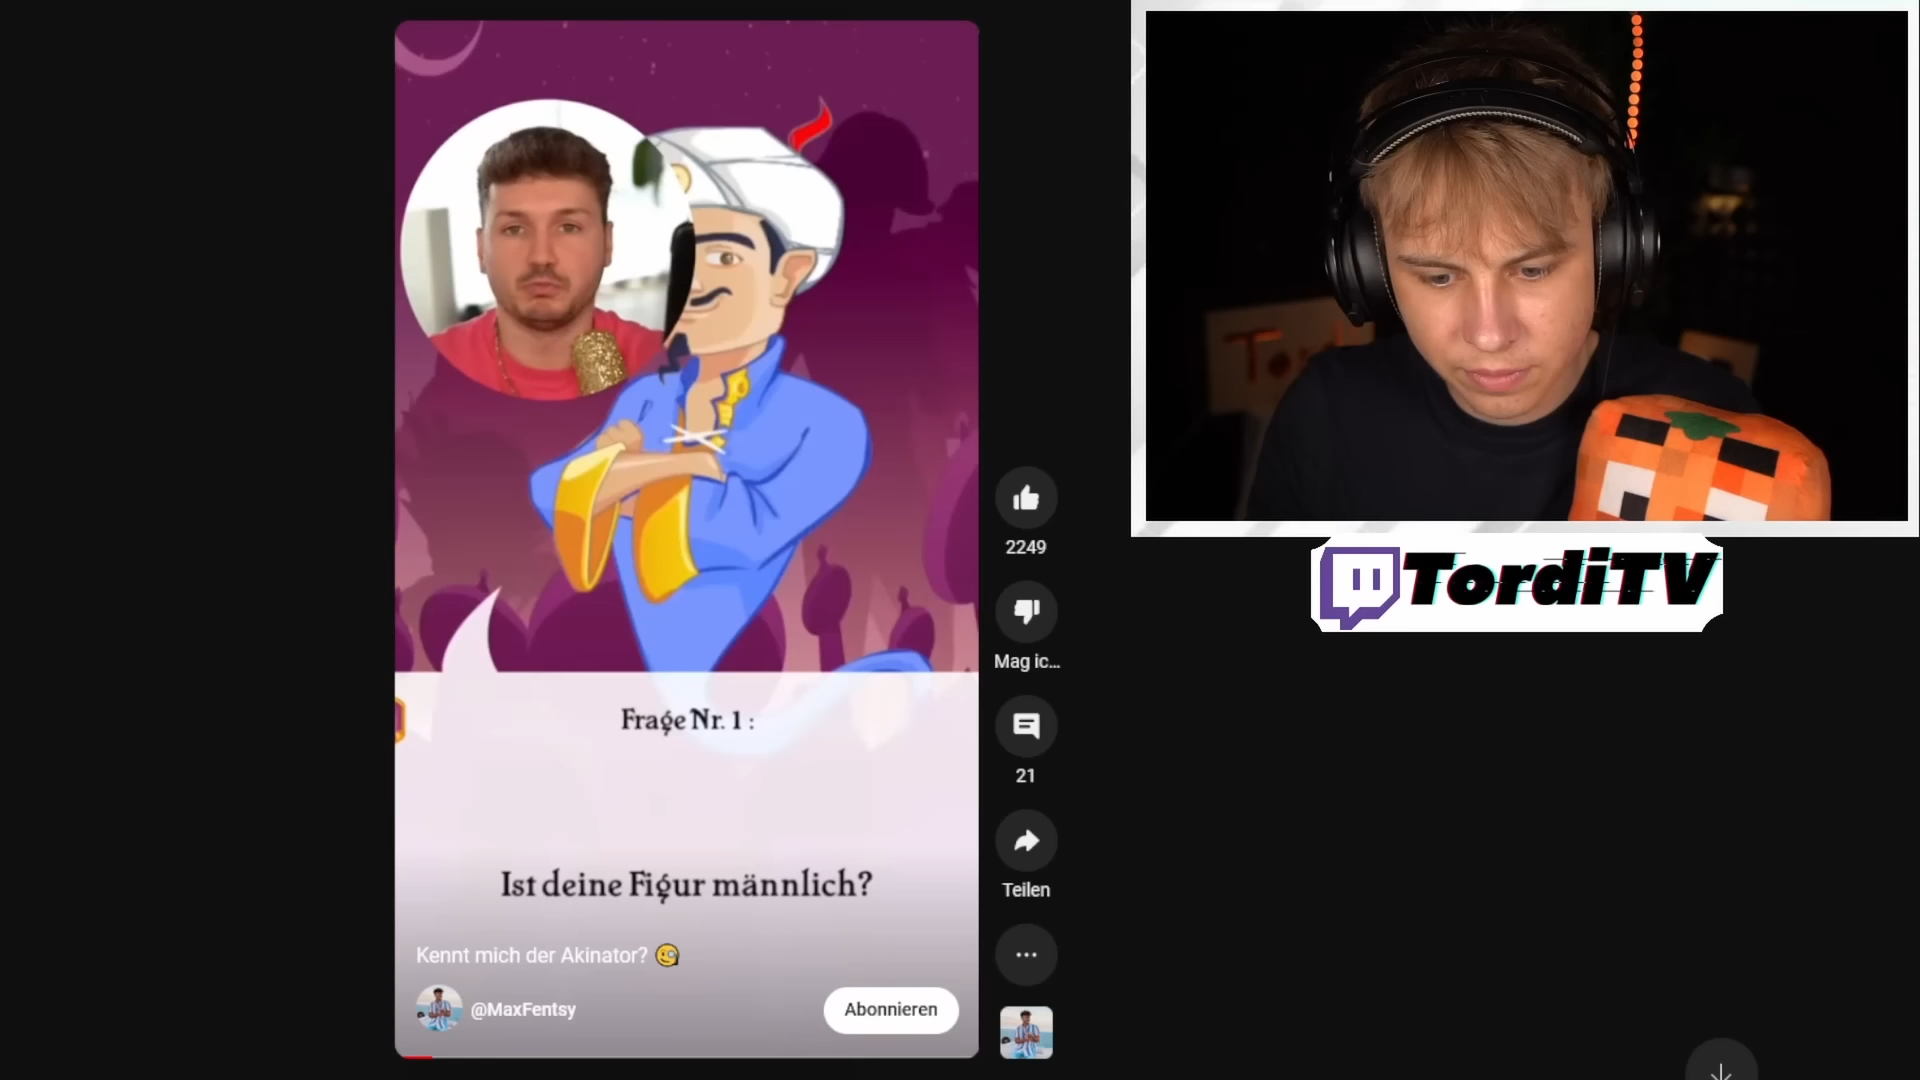 Frage Nr. 1 :
Ist deine Figur männlich?
Kennt mich der Akinator?
@MaxFentsy
Abonnieren
2249
Mag ic...
21
Teilen
TordiTV